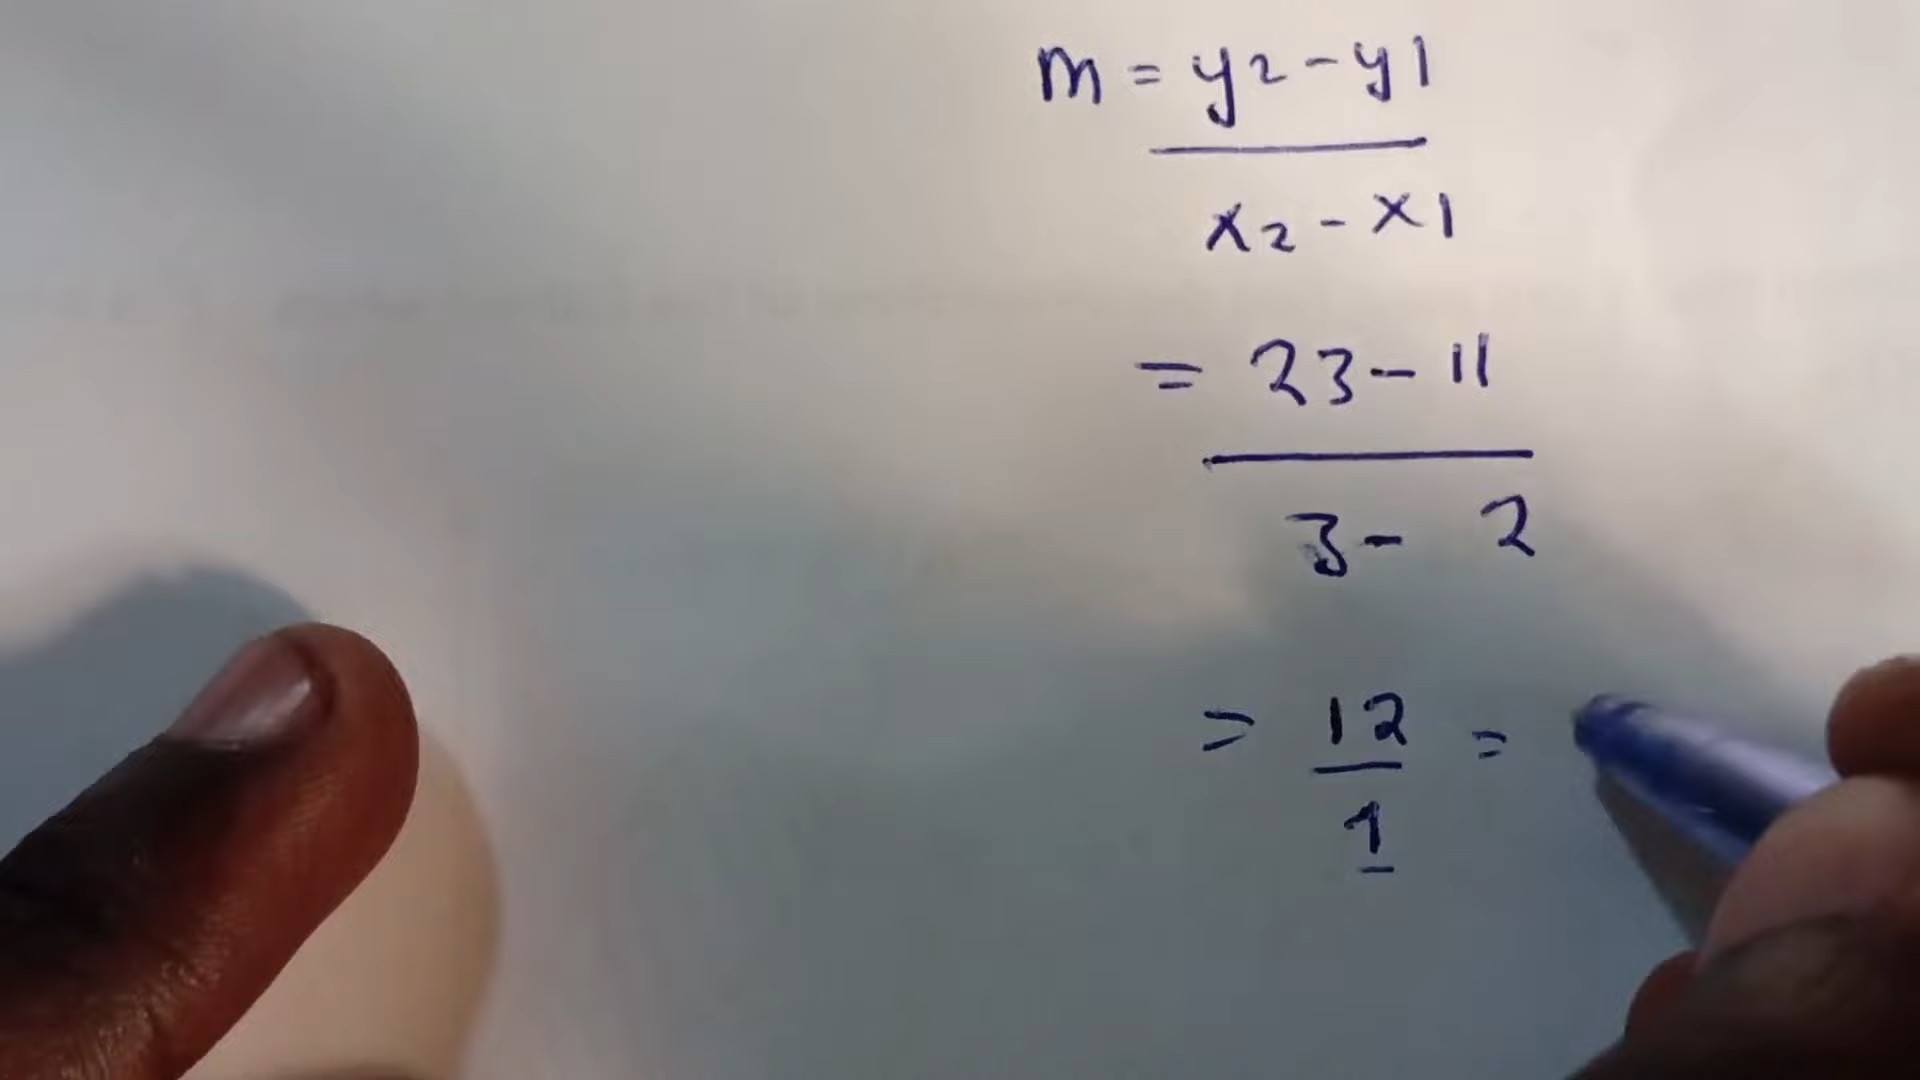 m = y2 - y1
x2 - x1
= 23 - 11
3 - 2
= 12 =
1